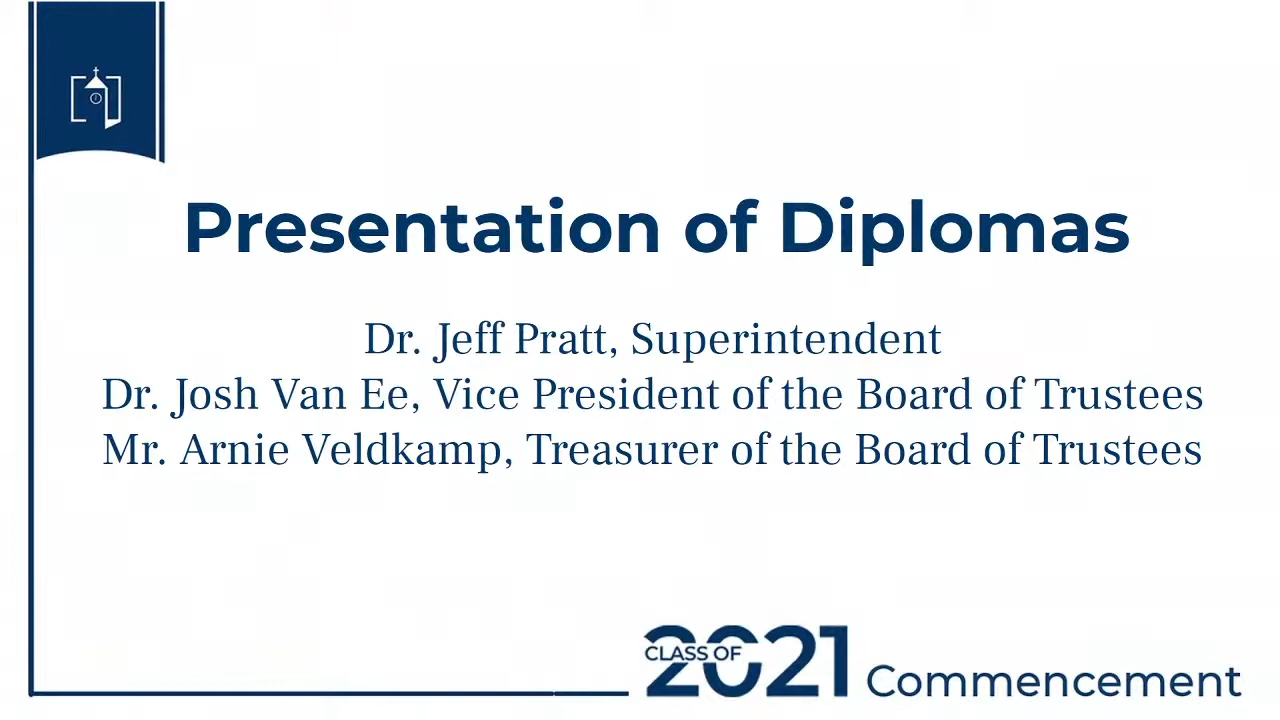 Presentation of Diplomas
Dr. Jeff Pratt, Superintendent
Dr. Josh Van Ee, Vice President of the Board of Trustees
Mr. Arnie Veldkamp, Treasurer of the Board of Trustees
CLASS OF
2021 Commencement